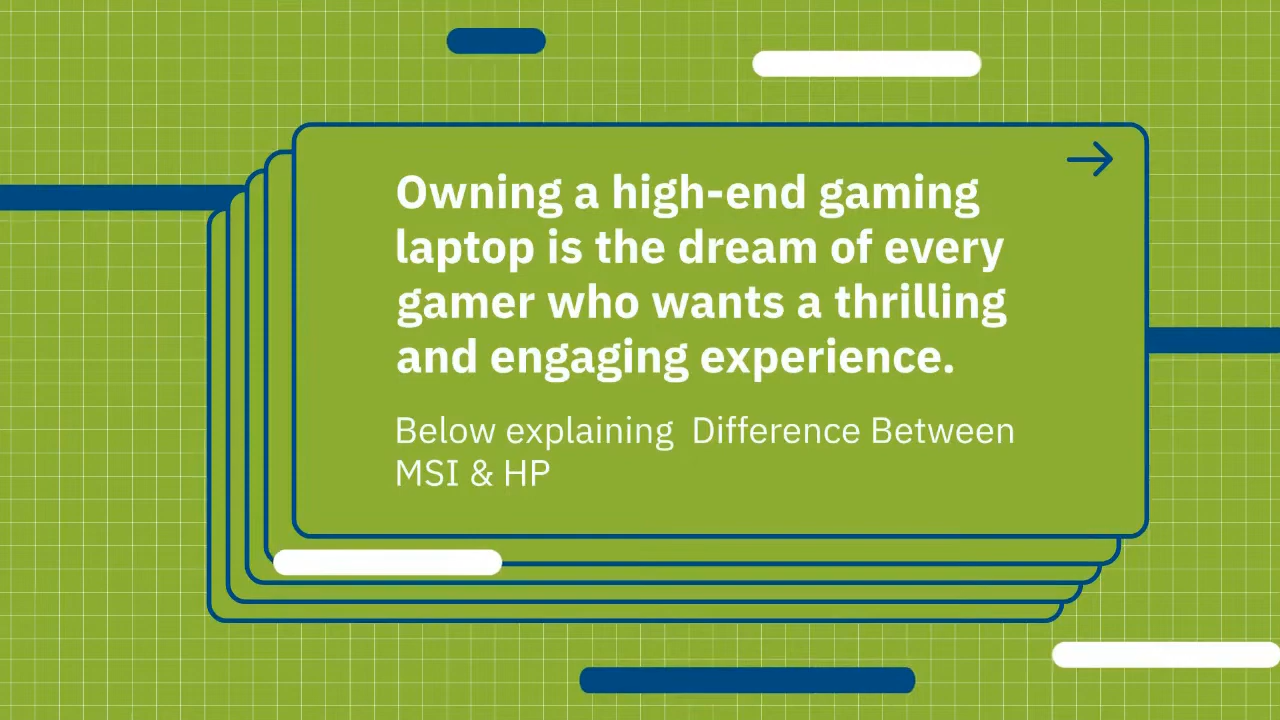 Owning a high-end gaming
laptop is the dream of every
gamer who wants a thrilling
and engaging experience.
Below explaining  Difference Between
MSI & HP